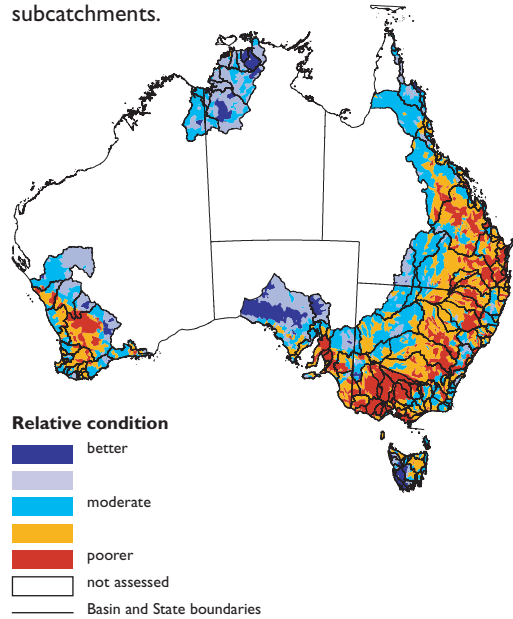 subcatchments.
Relative condition
better
moderate
poorer
not assessed
Basin and State boundaries